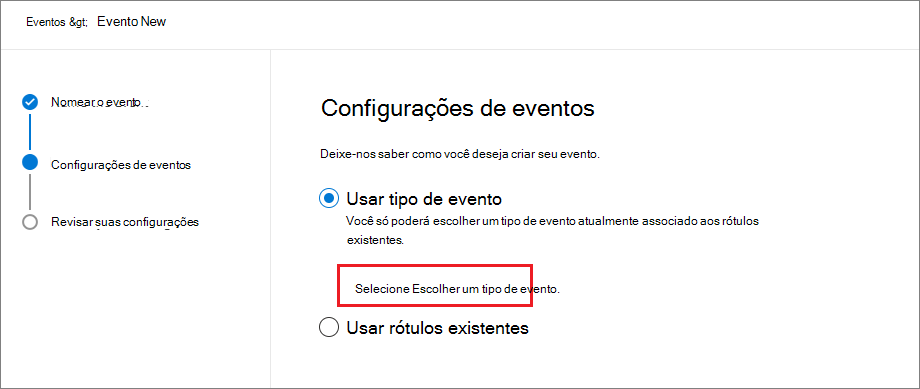 Eventos &gt; Evento New
Nomear o evento.
Configurações de eventos
Revisar suas configurações
Configurações de eventos
Deixe-nos saber como você deseja criar seu evento.
Usar tipo de evento
Você só poderá escolher um tipo de evento atualmente associado aos rótulos
existentes.
Selecione Escolher um tipo de evento.
Usar rótulos existentes